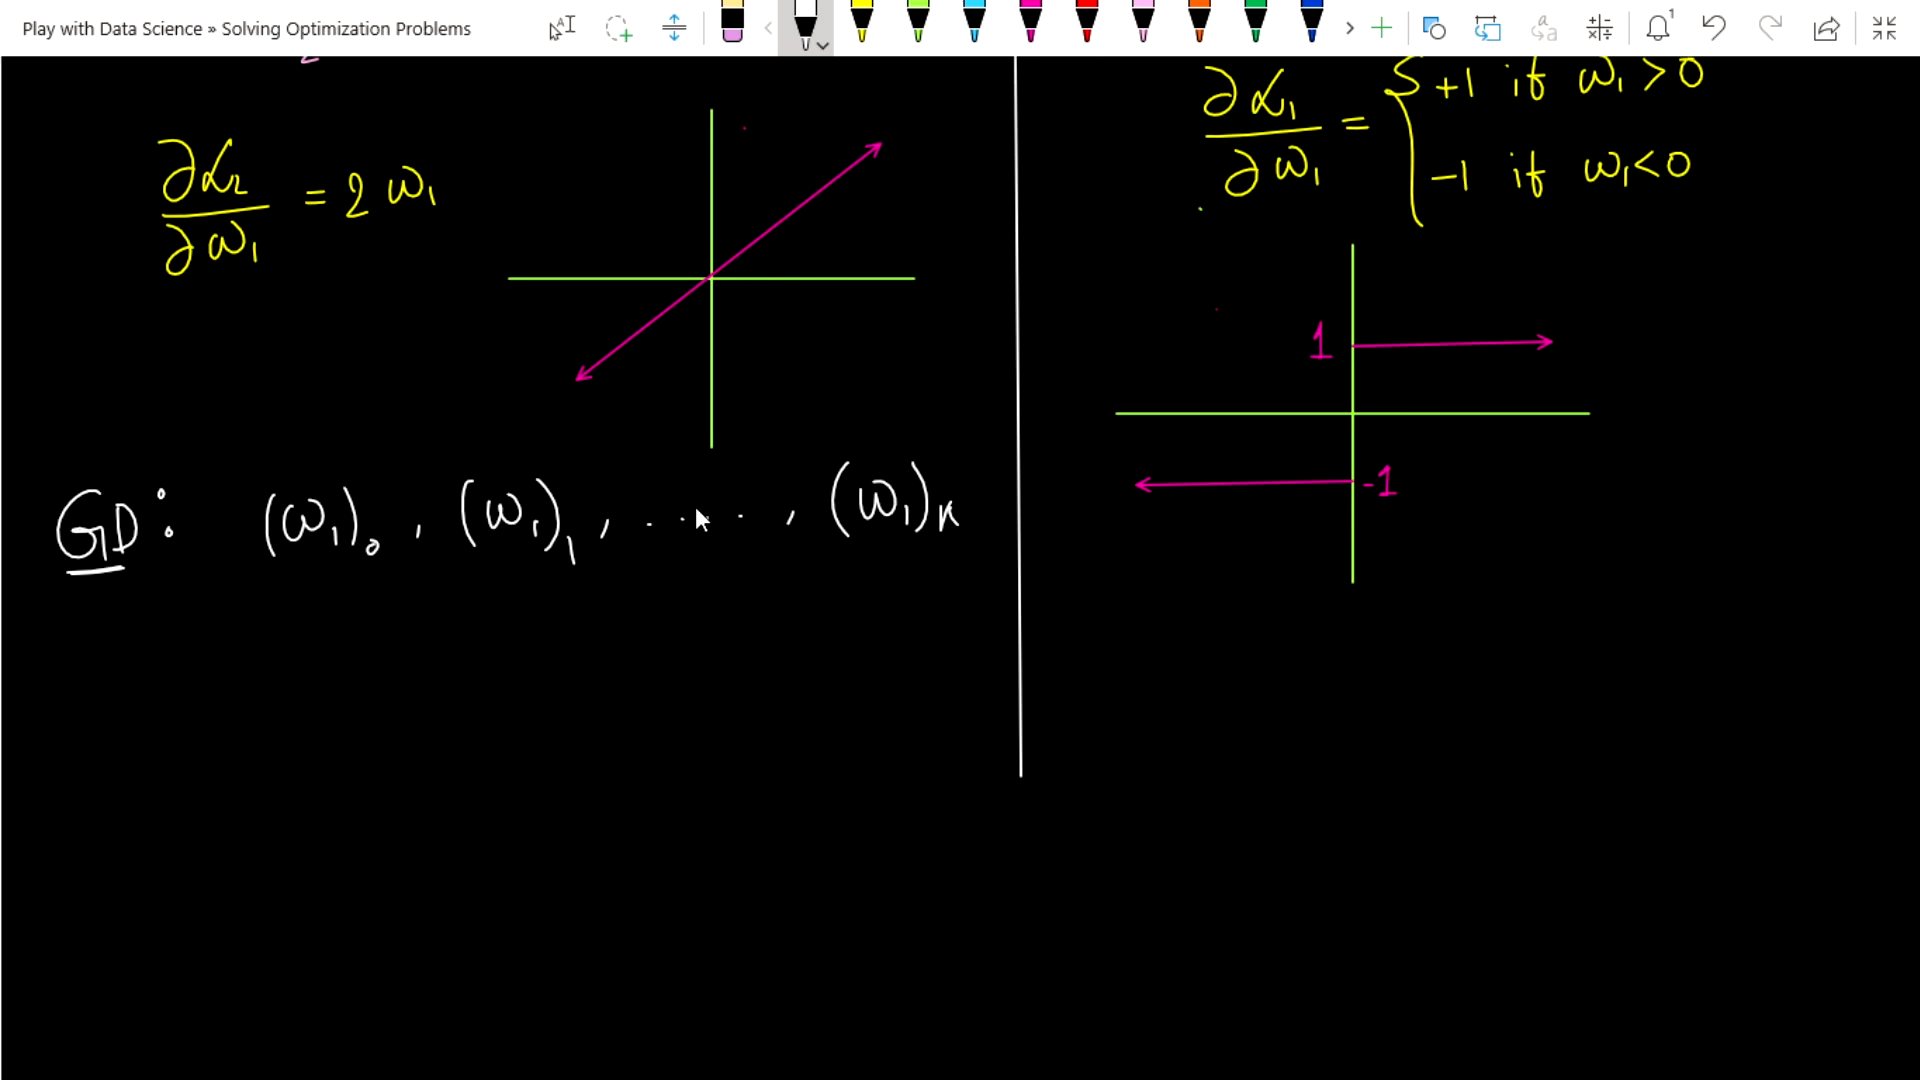 Play with Data Science » Solving Optimization Problems
∂L₂/∂ω₁ = 2ω₁
GD: (ω₁)₀, (ω₁)₁, ....., (ω₁)ₖ
∂L₁/∂ω₁ = { +1 if ω₁>0
-1 if ω₁<0
1
-1